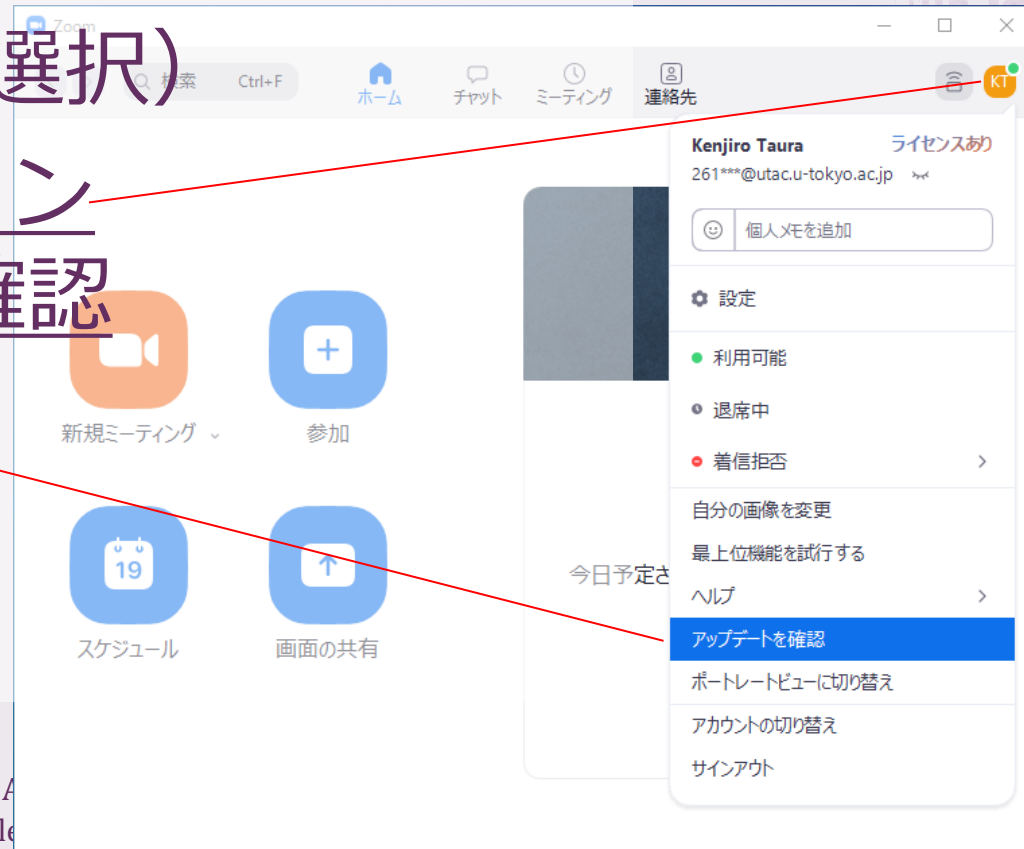 Zoom
選択）
検索 Ctrl+F
ホーム
チャット
ミーティング
連絡先
KT
ン
確認
Kenjiro Taura ライセンスあり
261***@utac.u-tokyo.ac.jp
個人メモを追加
設定
利用可能
退席中
着信拒否
自分の画像を変更
最上位機能を試行する
ヘルプ
アップデートを確認
ポートレートビューに切り替え
アカウントの切り替え
サインアウト
新規ミーティング
参加
19
スケジュール
画面の共有
今日予定さ
A
le